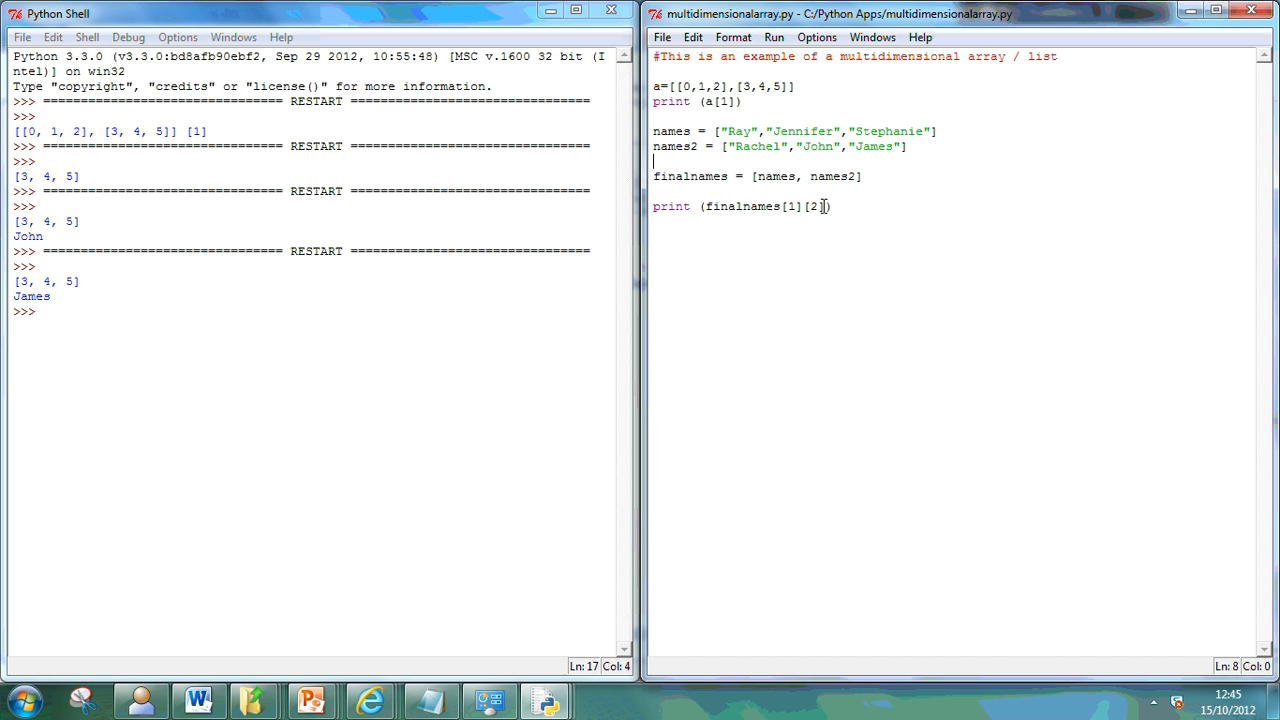 Python Shell
File Edit Shell Debug Options Windows Help
Python 3.3.0 (v3.3.0:bd8afb90ebf2, Sep 29 2012, 10:55:48) [MSC v.1600 32 bit (I
ntel)] on win32
Type "copyright", "credits" or "license()" for more information.
>>> ================================ RESTART ================================
>>>
[[0, 1, 2], [3, 4, 5]] [1]
>>> ================================ RESTART ================================
>>>
[3, 4, 5]
>>> ================================ RESTART ================================
>>>
[3, 4, 5]
John
>>> ================================ RESTART ================================
>>>
[3, 4, 5]
James
>>>
Ln: 17 Col: 4
multidimensionalarray.py - C:/Python Apps/multidimensionalarray.py
File Edit Format Run Options Windows Help
#This is an example of a multidimensional array / list
a=[[0,1,2],[3,4,5]]
print (a[1])
names = ["Ray","Jennifer","Stephanie"]
names2 = ["Rachel","John","James"]
finalnames = [names, names2]
print (finalnames[1][2])
Ln: 8 Col: 0
12:45
15/10/2012